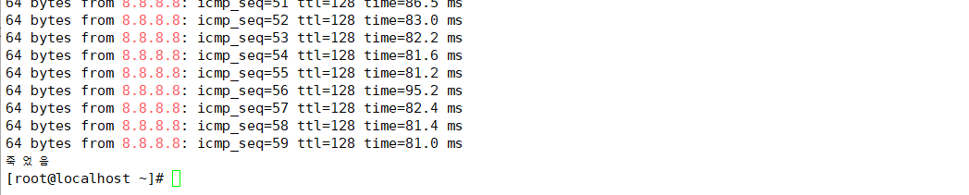 64 bytes from 8.8.8.8: icmp_seq=51 ttl=128 time=86.5 ms
64 bytes from 8.8.8.8: icmp_seq=52 ttl=128 time=83.0 ms
64 bytes from 8.8.8.8: icmp_seq=53 ttl=128 time=82.2 ms
64 bytes from 8.8.8.8: icmp_seq=54 ttl=128 time=81.6 ms
64 bytes from 8.8.8.8: icmp_seq=55 ttl=128 time=81.2 ms
64 bytes from 8.8.8.8: icmp_seq=56 ttl=128 time=95.2 ms
64 bytes from 8.8.8.8: icmp_seq=57 ttl=128 time=82.4 ms
64 bytes from 8.8.8.8: icmp_seq=58 ttl=128 time=81.4 ms
64 bytes from 8.8.8.8: icmp_seq=59 ttl=128 time=81.0 ms
죽 었 음
[root@localhost ~]#